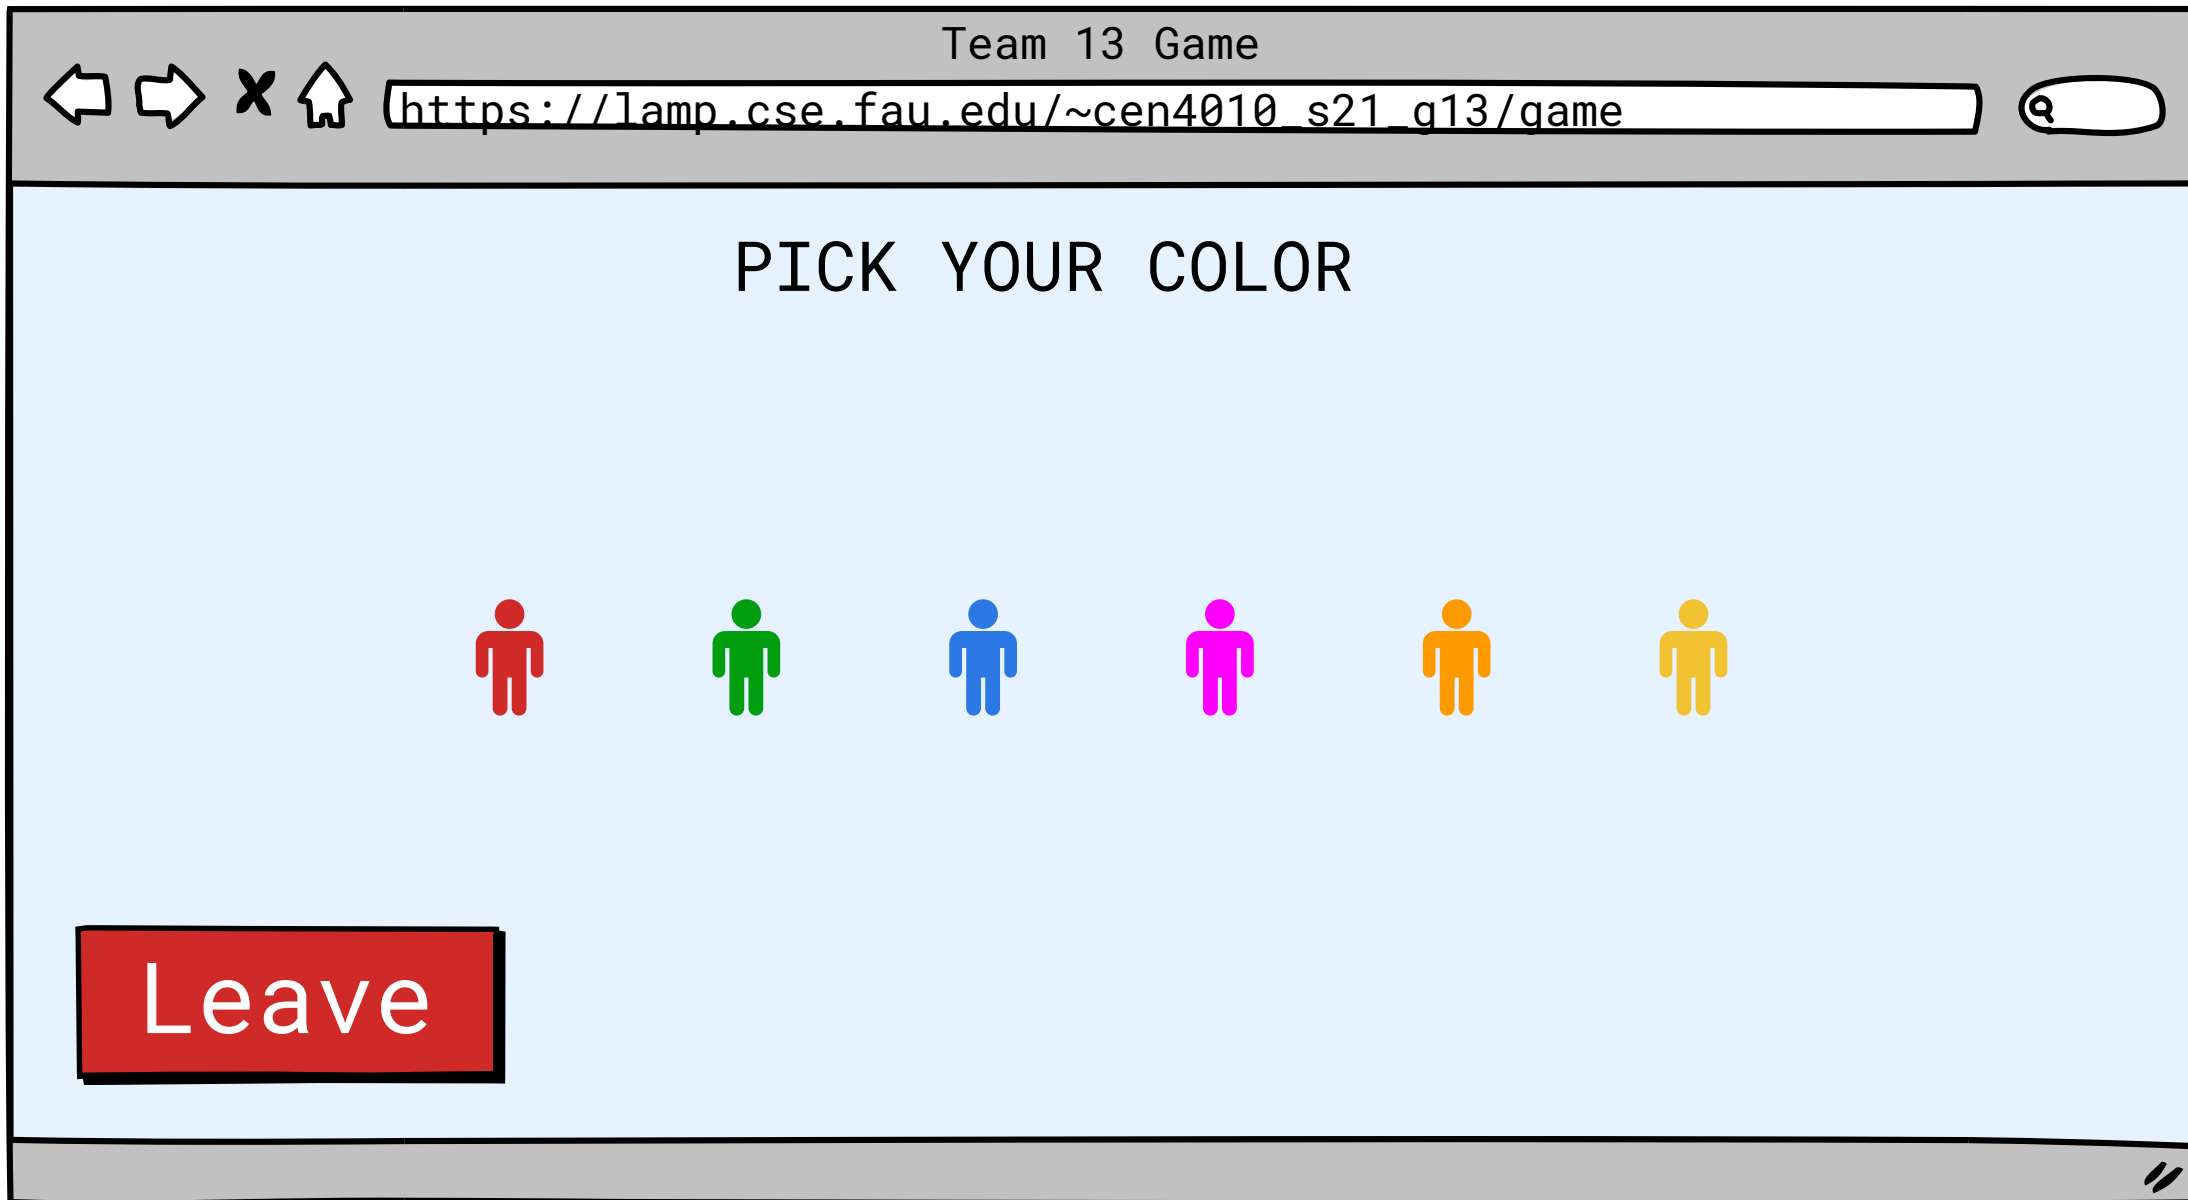 Team 13 Game
https://lamp.cse.fau.edu/~cen4010_s21_g13/game
PICK YOUR COLOR
Leave